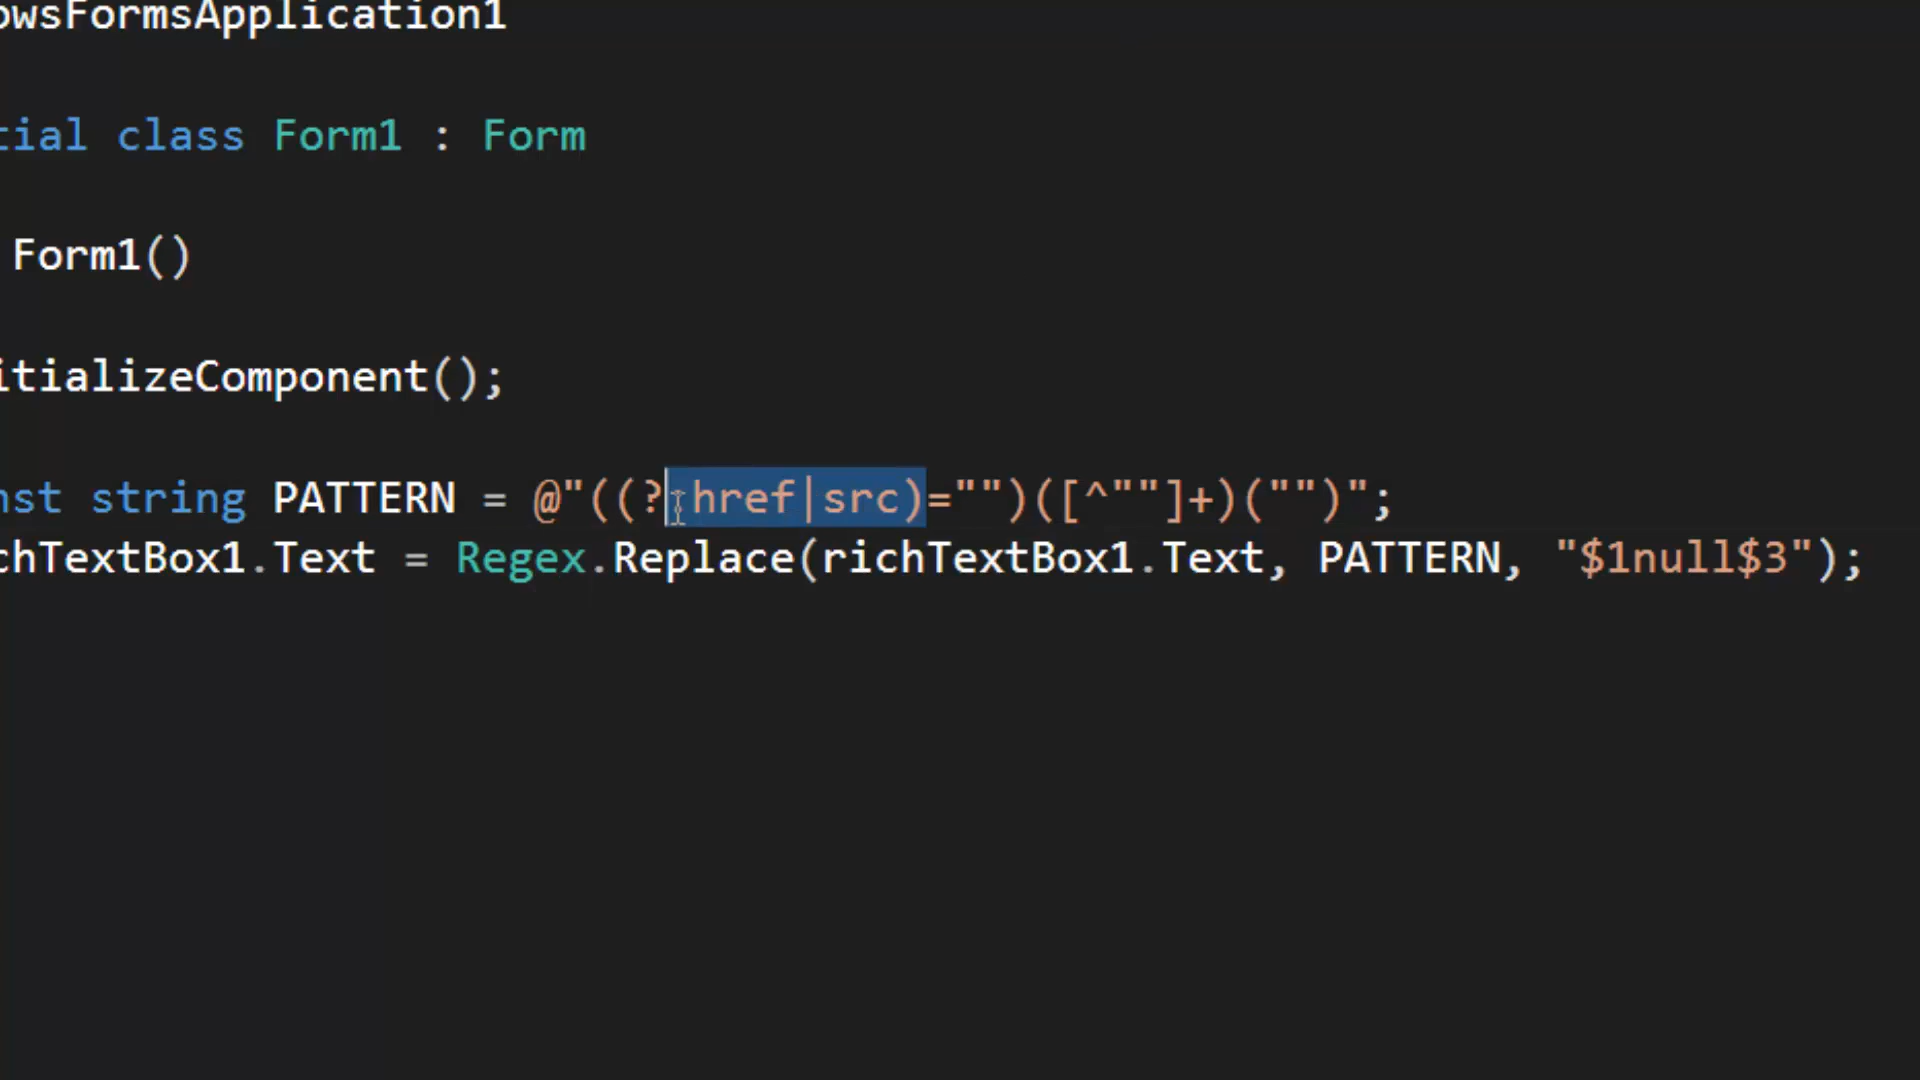 owsFormsApplication1
tial class Form1 : Form
Form1()
itializeComponent();
nst string PATTERN = @"((?:href|src)="")([^""]+)("")";
chTextBox1.Text = Regex.Replace(richTextBox1.Text, PATTERN, "$1null$3");